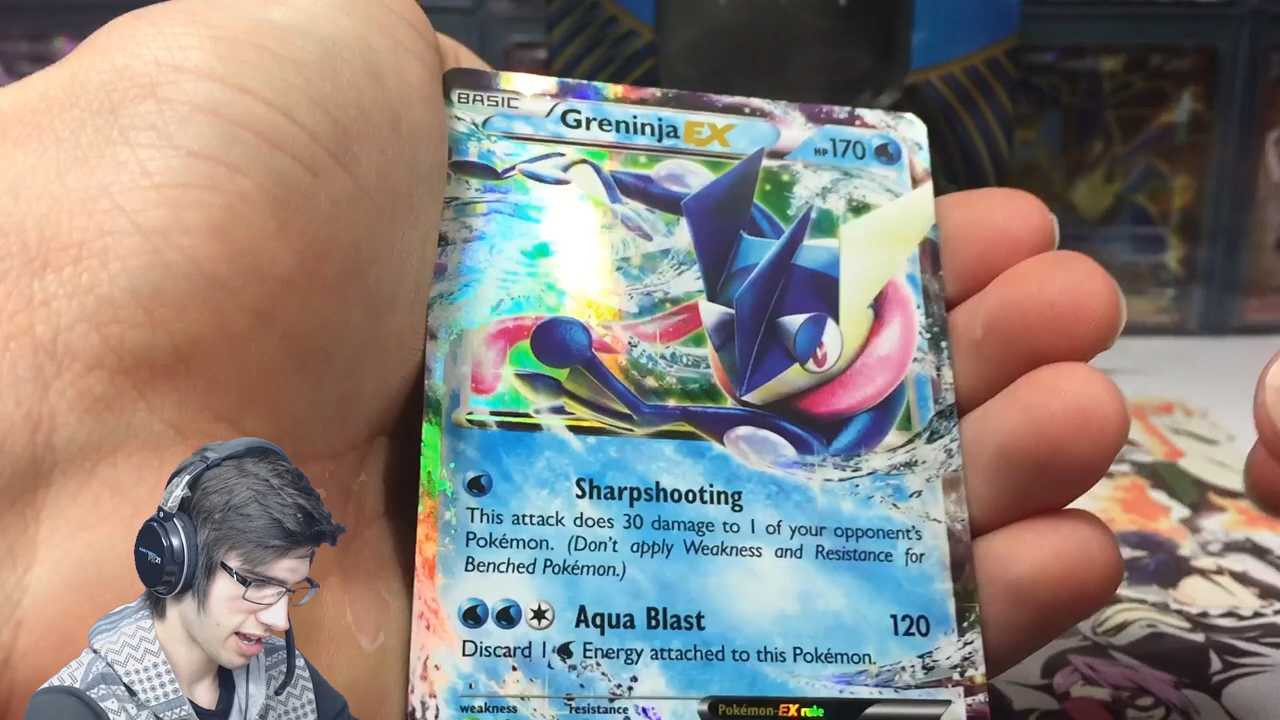 BASIC
Greninja EX
HP 170
Sharpshooting
This attack does 30 damage to 1 of your opponent's
Pokémon. (Don't apply Weakness and Resistance for
Benched Pokémon.)
Aqua Blast 120
Discard 1 Energy attached to this Pokémon.
weakness resistance Pokémon-EX rule